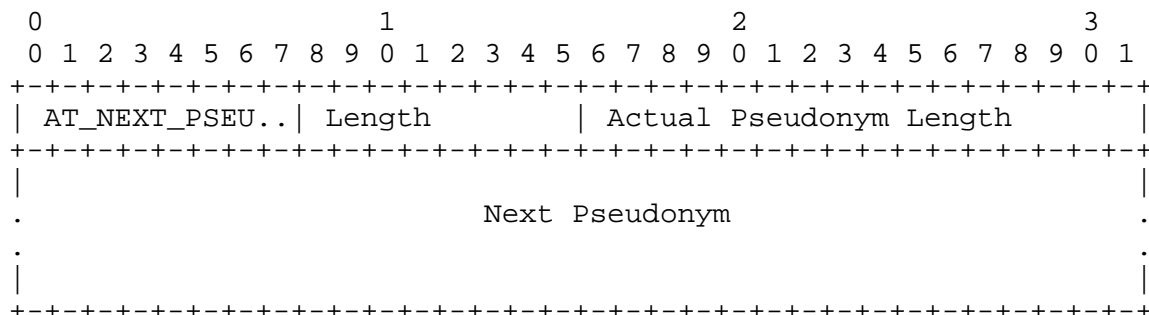 0                   1                   2                   3
 0 1 2 3 4 5 6 7 8 9 0 1 2 3 4 5 6 7 8 9 0 1 2 3 4 5 6 7 8 9 0 1
+-+-+-+-+-+-+-+-+-+-+-+-+-+-+-+-+-+-+-+-+-+-+-+-+-+-+-+-+-+-+-+-+
| AT_NEXT_PSEU..| Length        | Actual Pseudonym Length       |
+-+-+-+-+-+-+-+-+-+-+-+-+-+-+-+-+-+-+-+-+-+-+-+-+-+-+-+-+-+-+-+-+
|                                                               |
.                          Next Pseudonym                       .
.                                                               .
|                                                               |
+-+-+-+-+-+-+-+-+-+-+-+-+-+-+-+-+-+-+-+-+-+-+-+-+-+-+-+-+-+-+-+-+